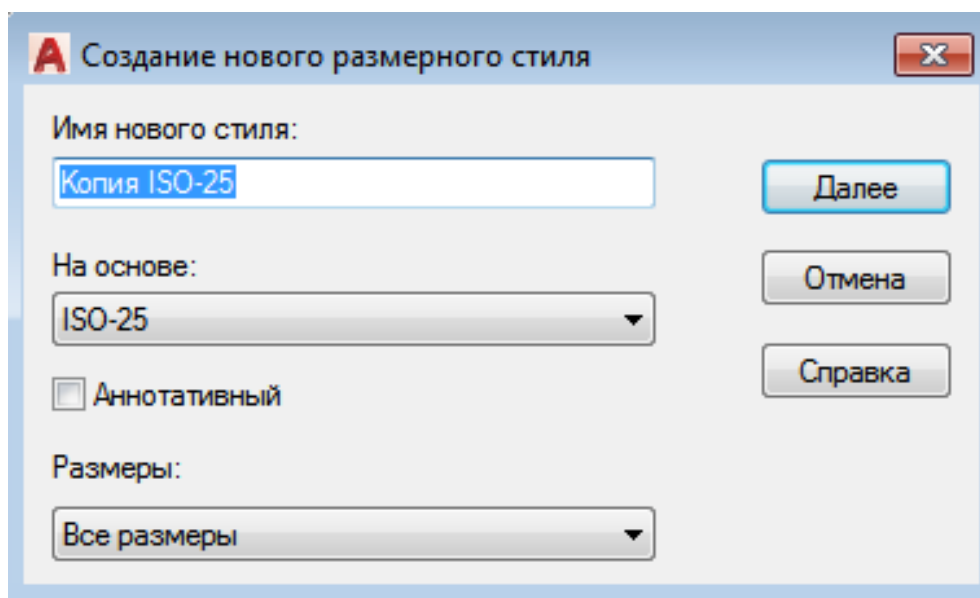 Создание нового размерного стиля
Имя нового стиля:
Копия ISO-25
Далее
На основе:
Отмена
ISO-25
Справка
Аннотативный
Размеры:
Все размеры